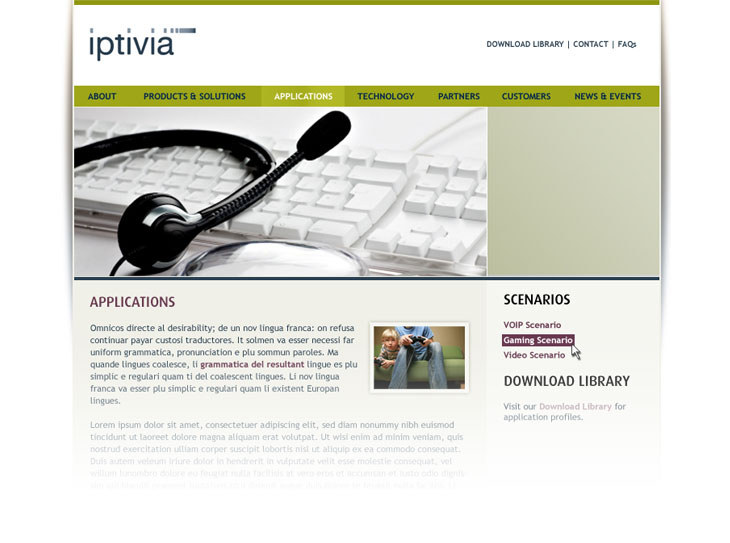 iptivia
DOWNLOAD LIBRARY | CONTACT | FAQs
ABOUT PRODUCTS & SOLUTIONS APPLICATIONS TECHNOLOGY PARTNERS CUSTOMERS NEWS & EVENTS
APPLICATIONS
Omnicos directe al desirability; de un nov lingua franca: on refusa
continuar payar custosi traductores. It solmen va esser necessi far
uniform grammatica, pronunciation e plu sommun paroles. Ma
quande lingues coalesce, li grammatica del resultant lingue es plu
simplic e regulari quam ti del coalescent lingues. Li nov lingua
franca va esser plu simplic e regulari quam li existent Europan
lingues.
Lorem ipsum dolor sit amet, consectetuer adipiscing elit, sed diam nonummy nibh euismod
tincidunt ut laoreet dolore magna aliquam erat volutpat. Ut wisi enim ad minim veniam, quis
nostrud exercitation ulliam corper suscipit lobortis nisl ut aliquip ex ea commodo consequat.
Duis autem veleum iriure dolor in hendrerit in vulputate velit esse molestie consequat, vel
willum lunombro dolore eu feugiat nulla facilisis at vero eros et accumsan et iusto odio dignis-
SCENARIOS
VOIP Scenario
Gaming Scenario
Video Scenario
DOWNLOAD LIBRARY
Visit our Download Library for
application profiles.